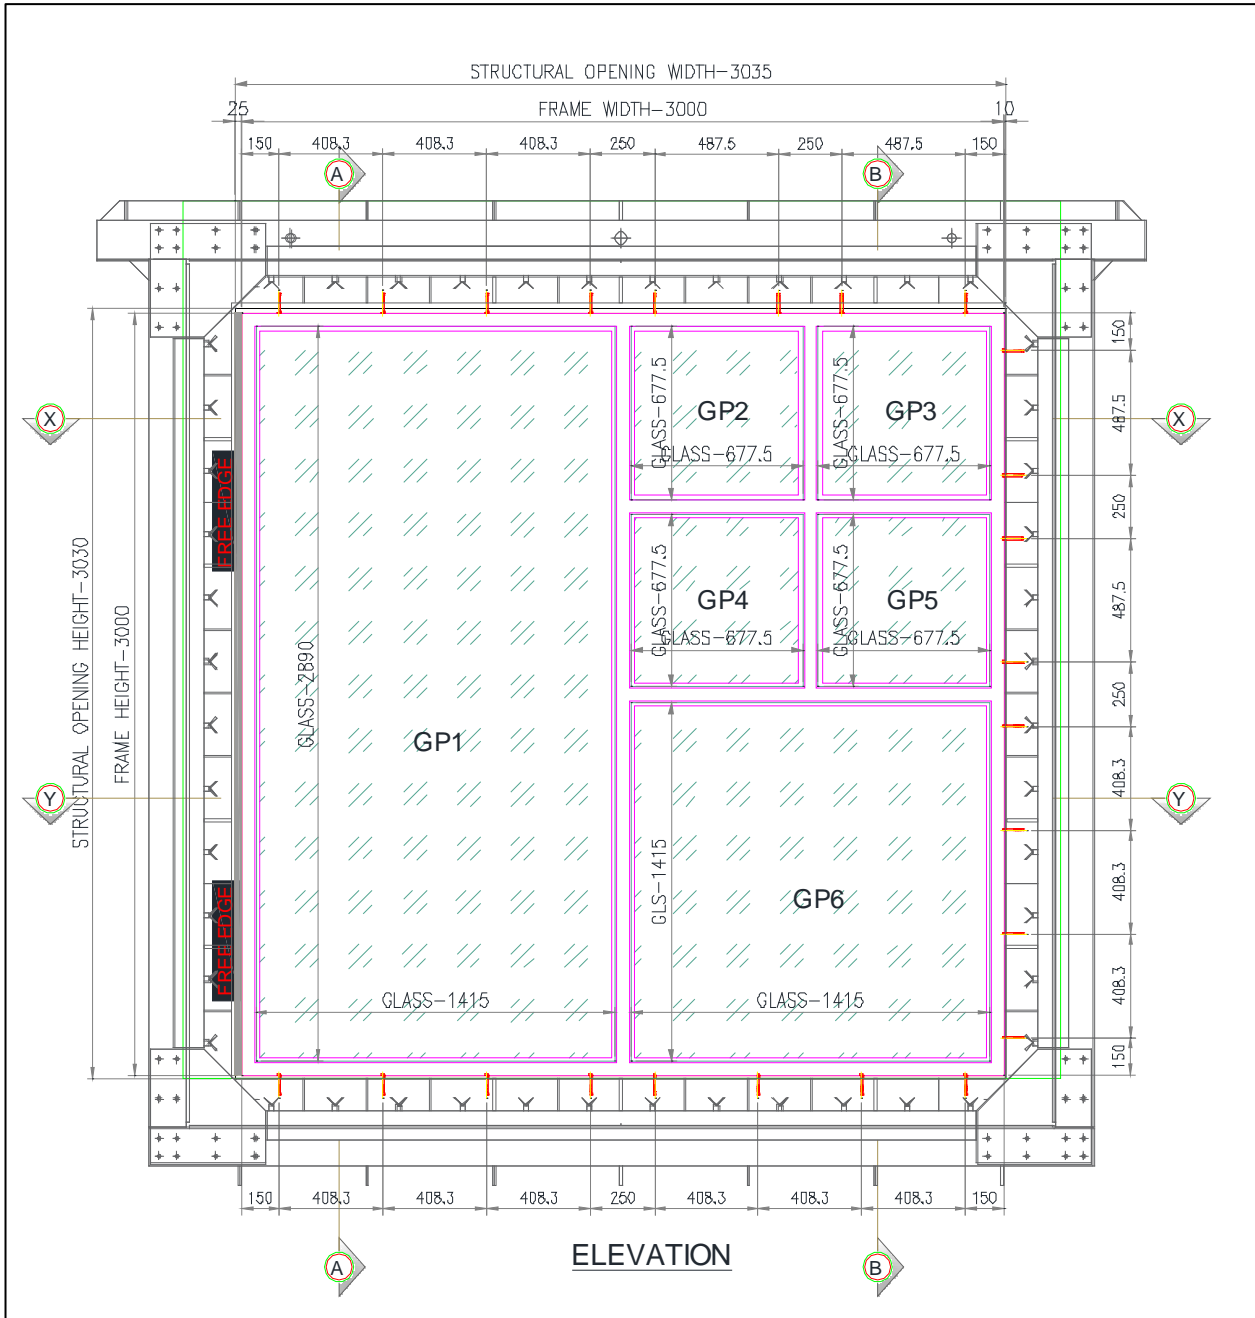 STRUCTURAL OPENING WIDTH-3035
25 FRAME WIDTH-3000 10
150 408.3 408.3 408.3 250 487.5 250 487.5 150
A B
X X
Y Y
STRUCTURAL OPENING HEIGHT-3030
FRAME HEIGHT-3000
FREE EDGE
FREE EDGE
GLASS-2890
GP1
GLASS-1415
GLASS-677.5
GP2
GLASS-677.5
GLASS-677.5
GP3
GLASS-677.5
GLASS-677.5
GP4
GLASS-677.5
GLASS-677.5
GP5
GLASS-677.5
GLS-1415
GP6
GLASS-1415
150
487.5
250
487.5
250
408.3
408.3
408.3
150
150 408.3 408.3 408.3 250 408.3 408.3 408.3 150
A B
ELEVATION